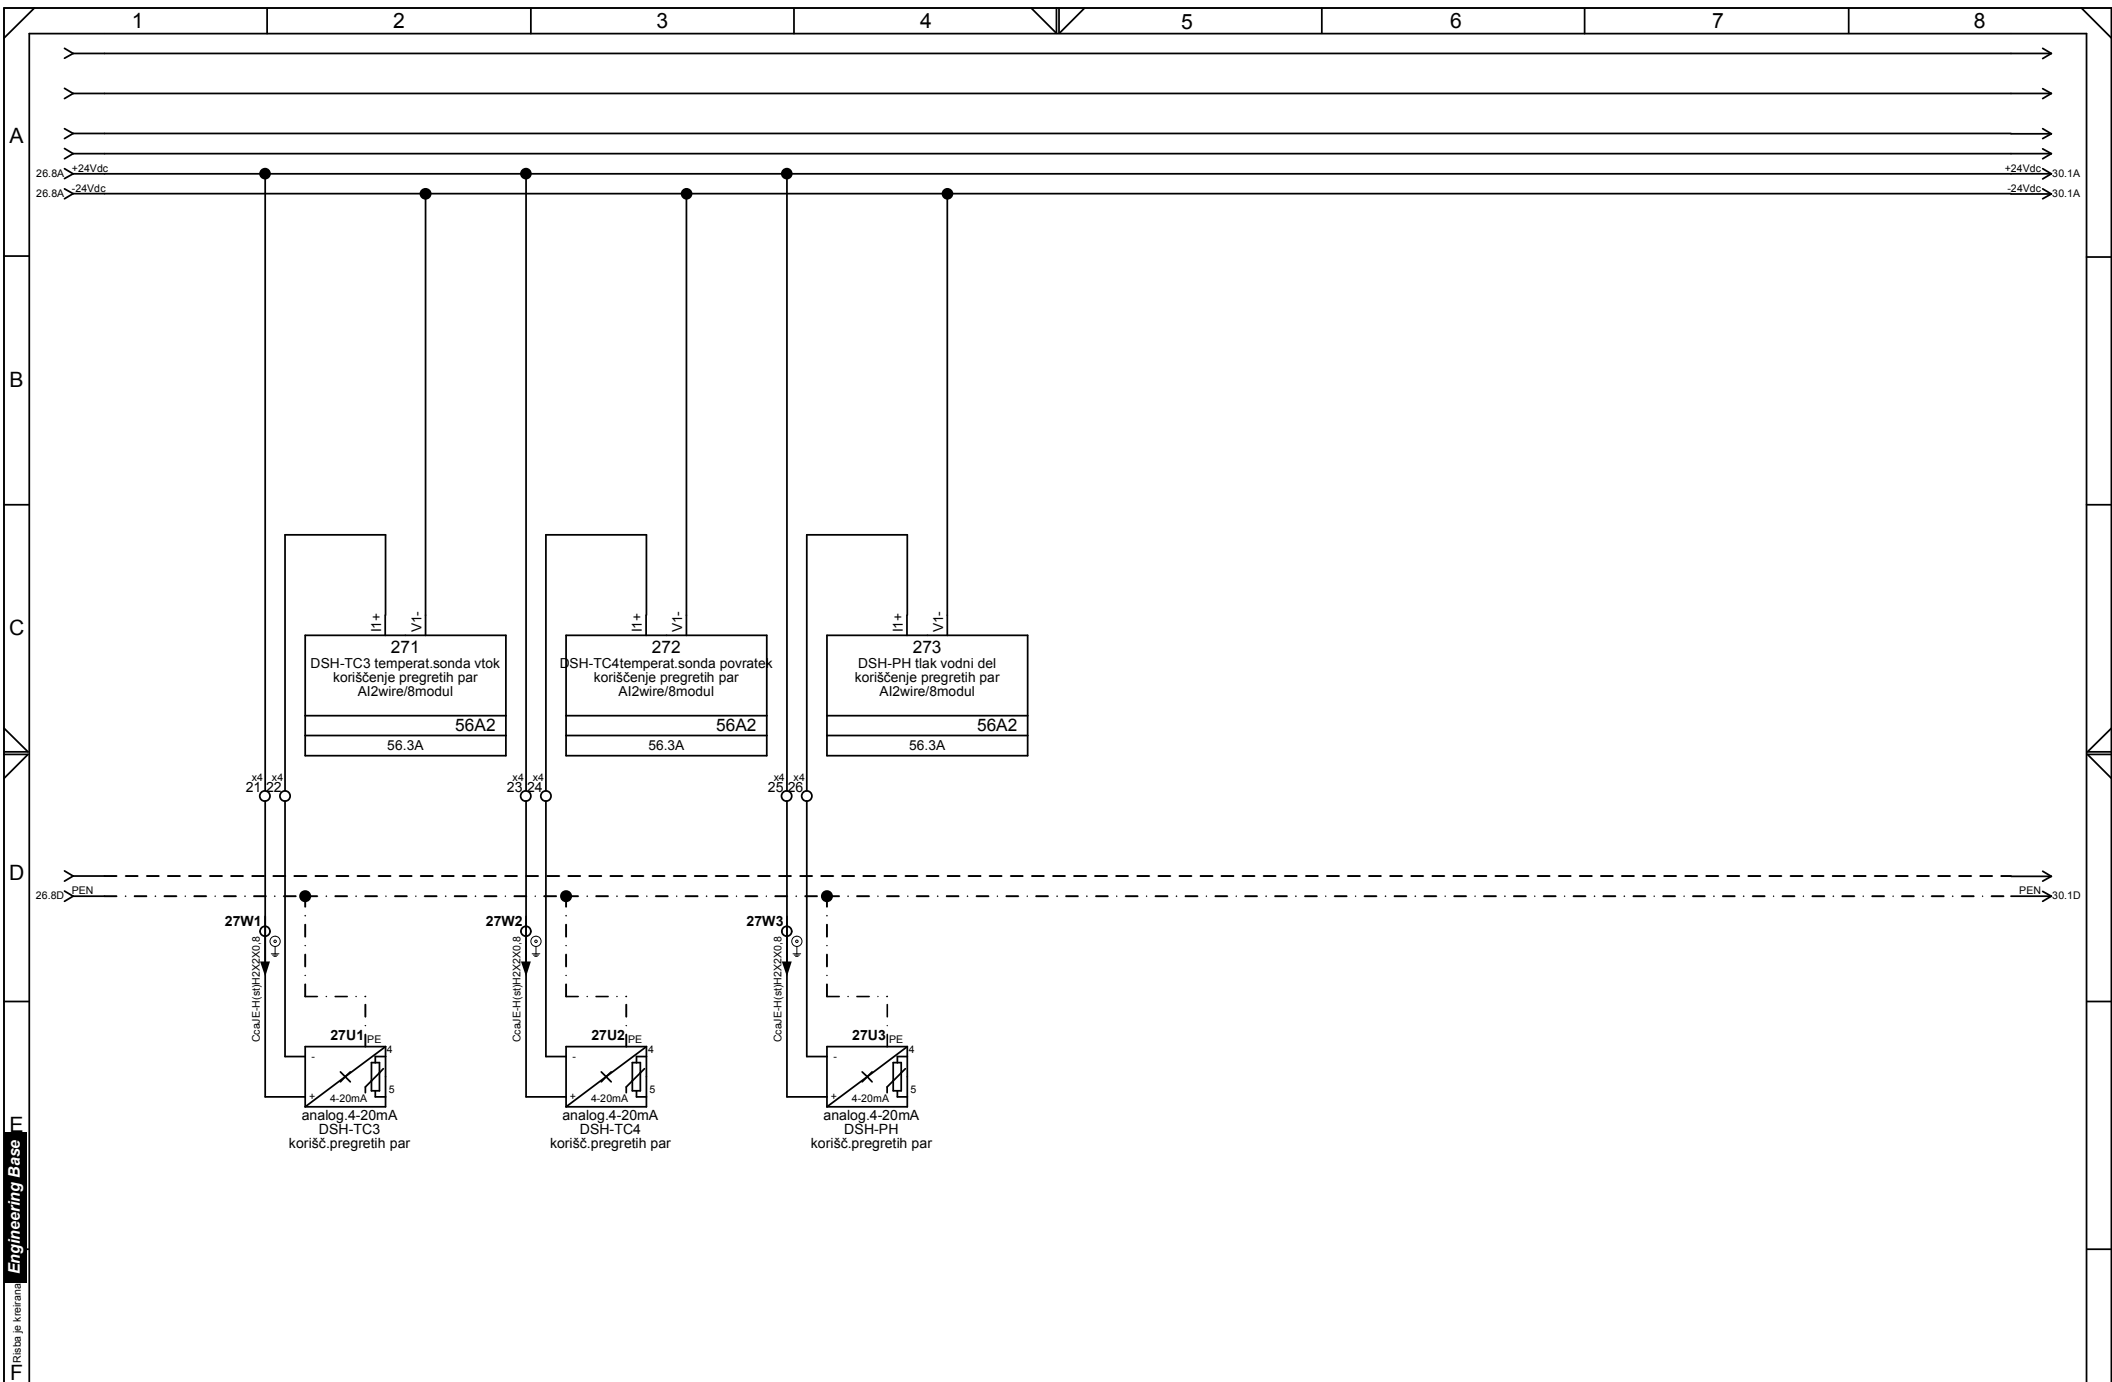 1 2 3 4 5 6 7 8
A
26.8A +24Vdc +24Vdc 30.1A
26.8A -24Vdc -24Vdc 30.1A
B
C
I1+ V1- I1+ V1- I1+ V1-
271
DSH-TC3 temperat.sonda vtok
koriščenje pregretih par
AI2wire/8modul
56A2
56.3A
272
DSH-TC4temperat.sonda povratek
koriščenje pregretih par
AI2wire/8modul
56A2
56.3A
273
DSH-PH tlak vodni del
koriščenje pregretih par
AI2wire/8modul
56A2
56.3A
x4 x4 x4 x4 x4 x4
21 22 23 24 25 26
D
26.8D PEN PEN 30.1D
27W1 27W2 27W3
CcaJE-H(st)H2X2X0,8
CcaJE-H(st)H2X2X0,8
CcaJE-H(st)H2X2X0,8
27U1 PE
- 4
+ 4-20mA 5
analog.4-20mA
DSH-TC3
korišč.pregretih par
27U2 PE
- 4
+ 4-20mA 5
analog.4-20mA
DSH-TC4
korišč.pregretih par
27U3 PE
- 4
+ 4-20mA 5
analog.4-20mA
DSH-PH
korišč.pregretih par
E
Engineering Base
Risba je kreirana
F